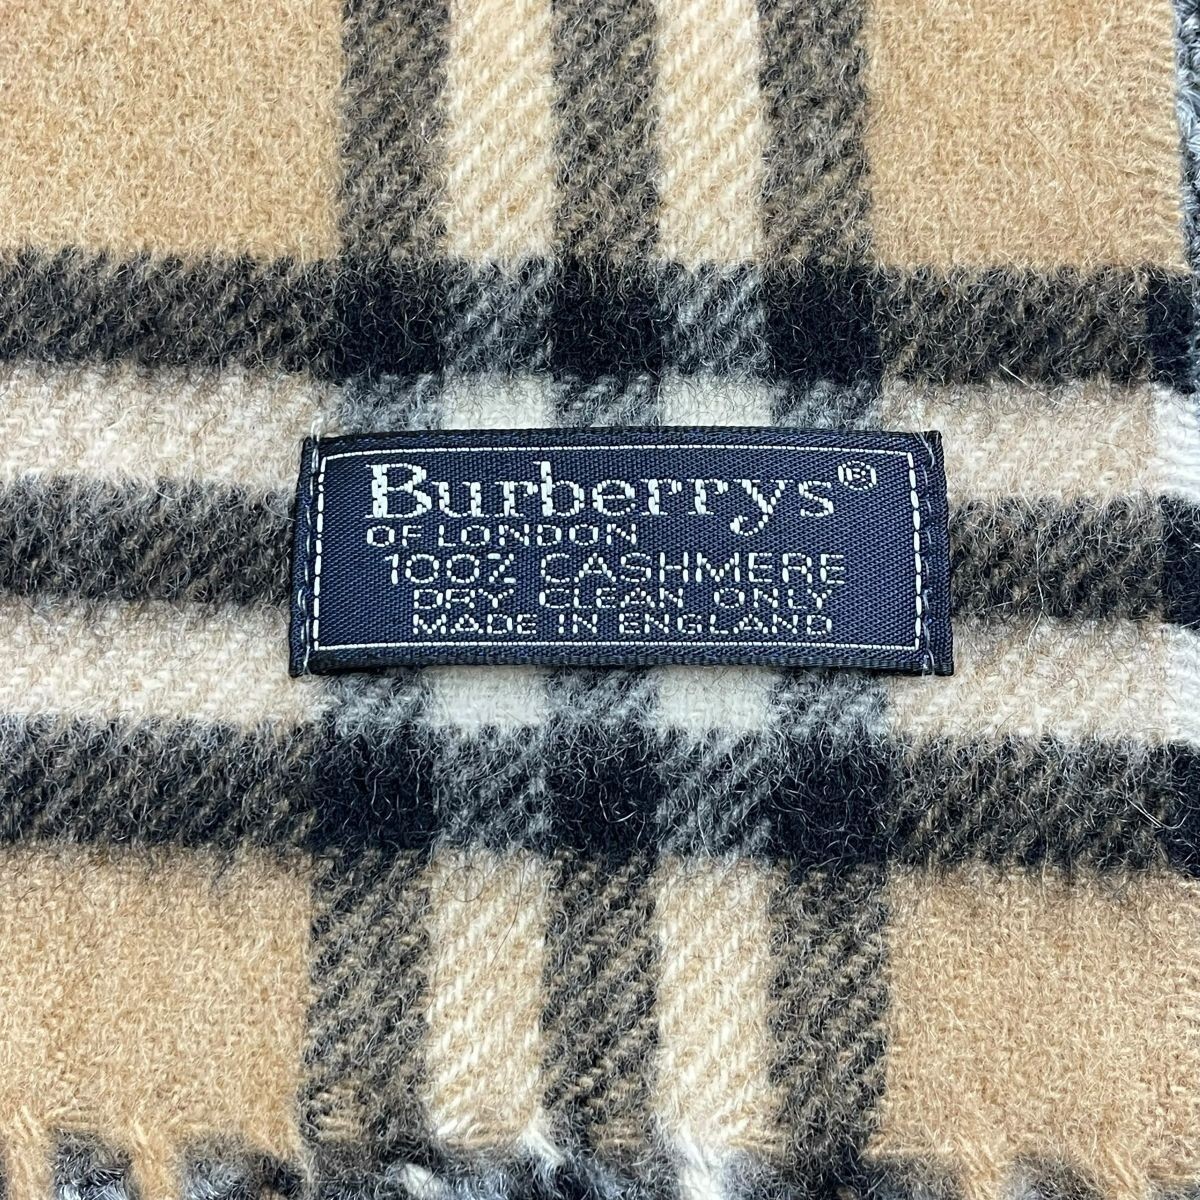 Burberrys®
OF LONDON
100% CASHMERE
DRY CLEAN ONLY
MADE IN ENGLAND